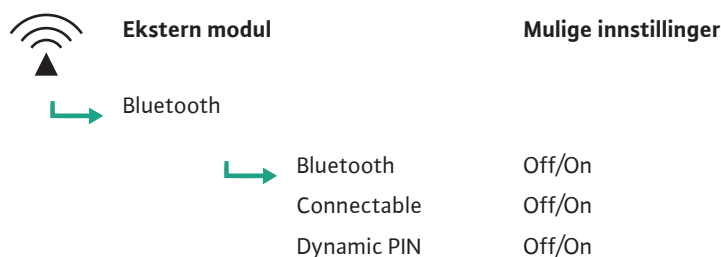 Ekstern modul Mulige innstillinger
Bluetooth
Bluetooth Off/On
Connectable Off/On
Dynamic PIN Off/On